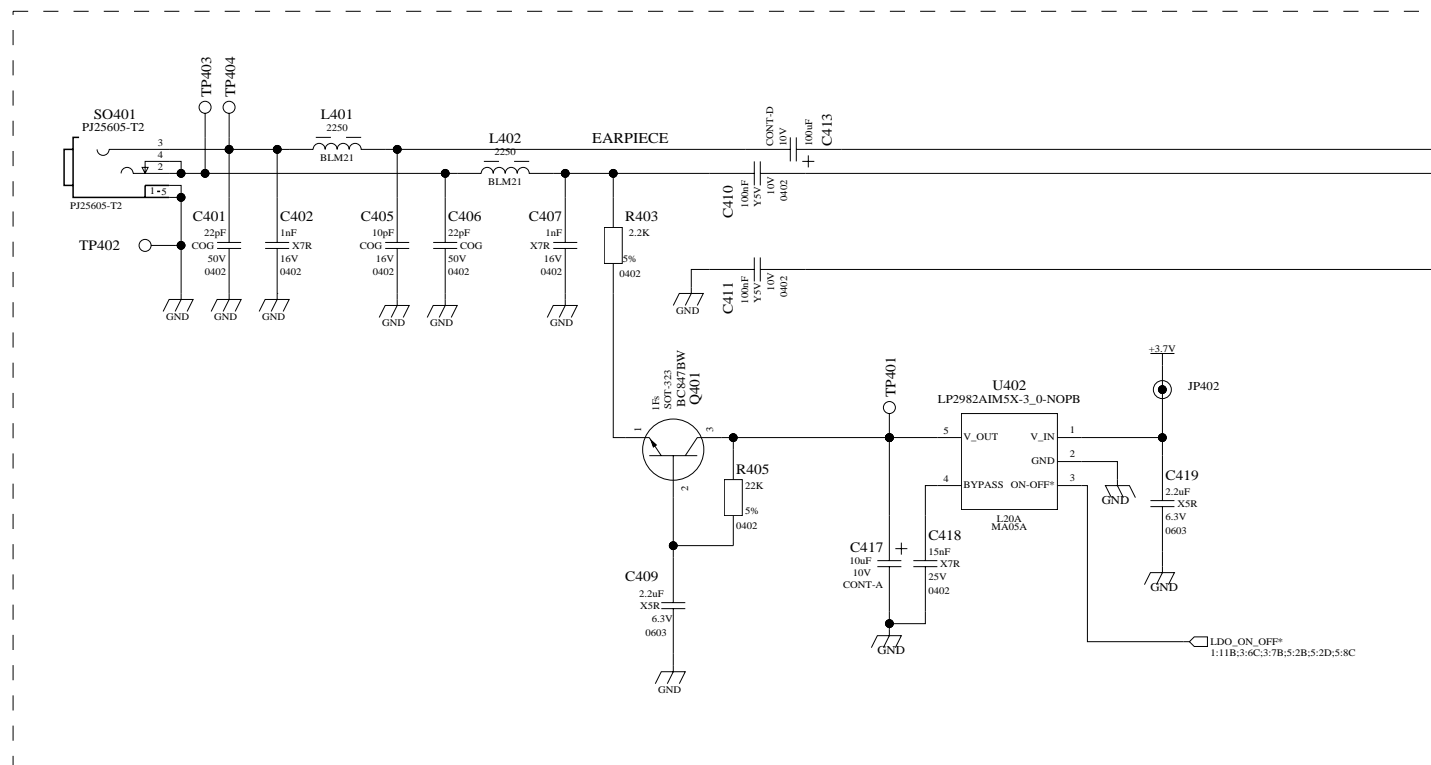 TP403
TP404
SO401
PJ25605-T2
3
4
2
1-5
PJ25605-T2
TP402
GND
L401
2250
BLM21
L402
2250
BLM21
EARPIECE
CONT-D
10V
100uF
C413
+
C410
100nF
Y5V
10V
0402
C411
100nF
Y5V
10V
0402
GND
C401
22pF
COG
50V
0402
GND
C402
1nF
X7R
16V
0402
GND
C405
10pF
COG
16V
0402
GND
C406
22pF
COG
50V
0402
GND
C407
1nF
X7R
16V
0402
GND
R403
2.2K
5%
0402
1Fs
SOT-323
BC847BW
Q401
1
3
2
R405
22K
5%
0402
C409
2.2uF
X5R
6.3V
0603
GND
TP401
U402
LP2982AIM5X-3_0-NOPB
5
V_OUT
V_IN
1
GND
2
4
BYPASS
ON-OFF*
3
L20A
MA05A
GND
C417
+
10uF
10V
CONT-A
C418
15nF
X7R
25V
0402
GND
+3.7V
JP402
C419
2.2uF
X5R
6.3V
0603
GND
LDO_ON_OFF*
1:11B;3:6C;3:7B;5:2B;5:2D;5:8C